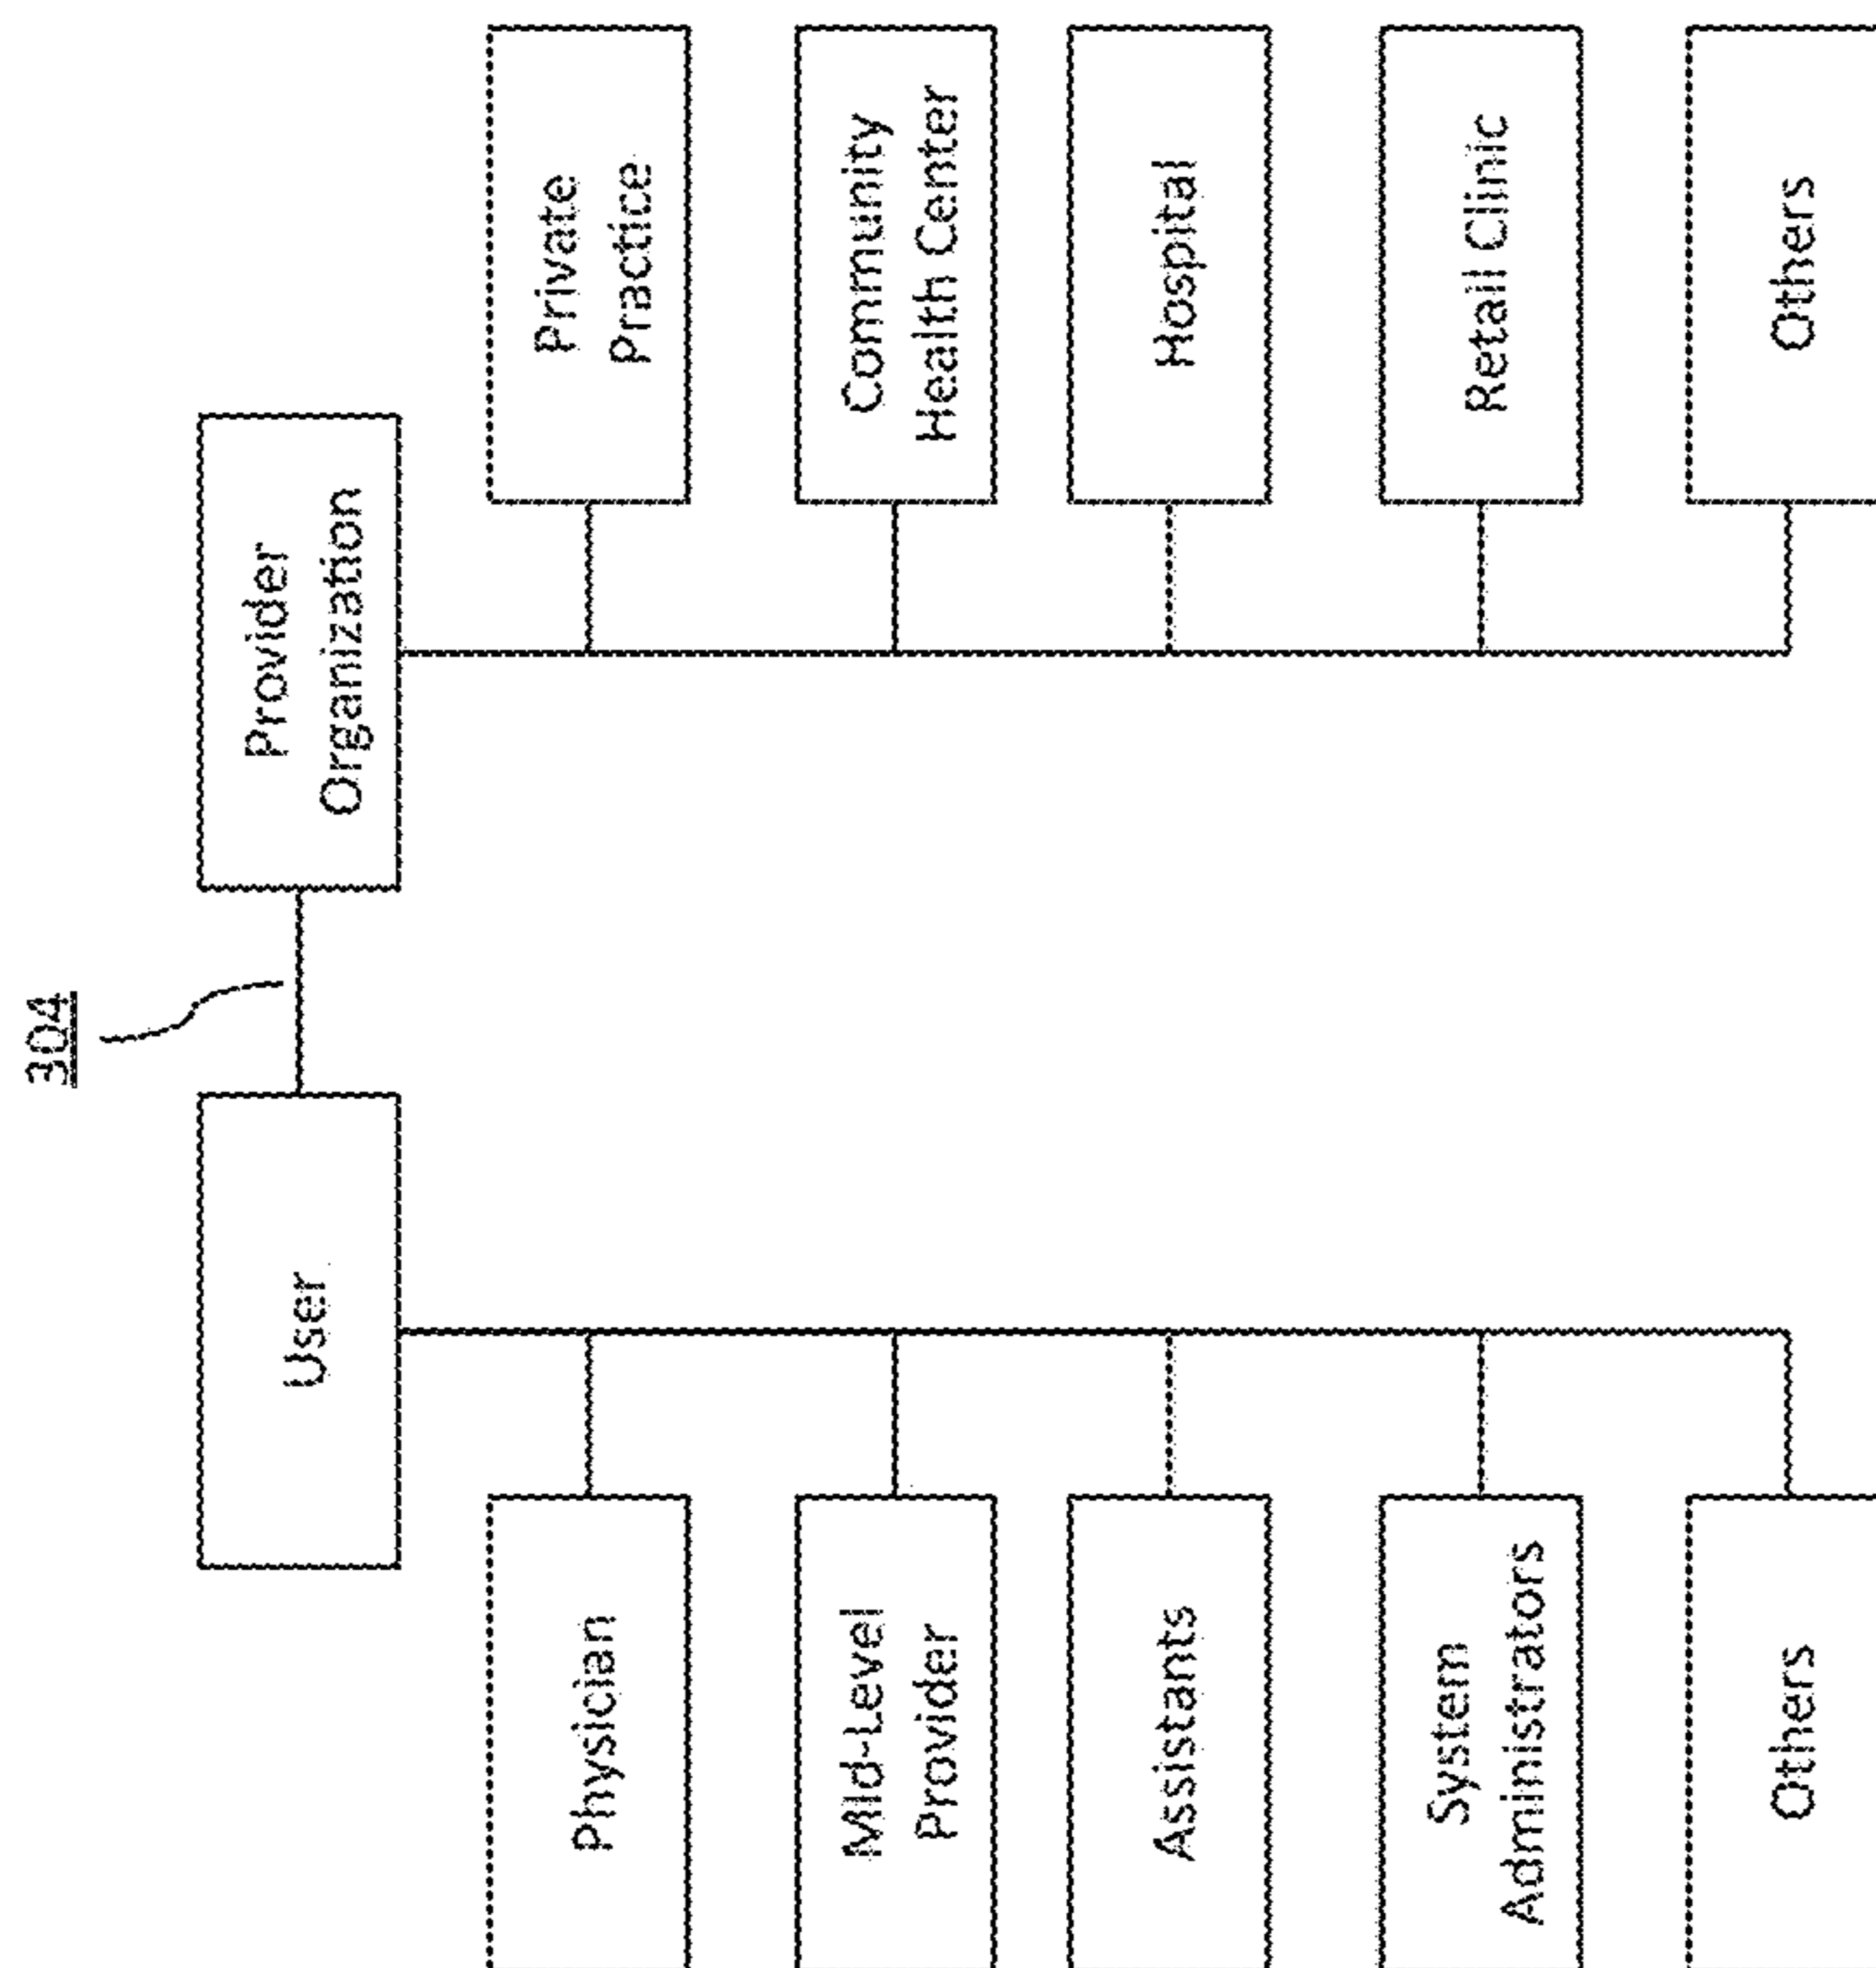 304
User
Provider
Organization
Physician
Private
Practice
Mid-Level
Provider
Community
Health Center
Assistants
Hospital
System
Administrators
Retail Clinic
Others
Others